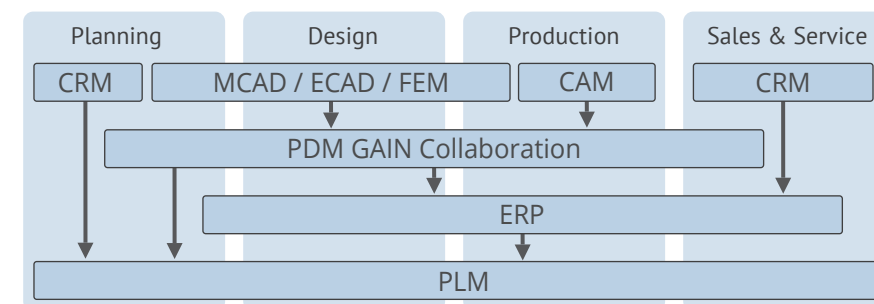 Planning Design Production Sales & Service
CRM MCAD / ECAD / FEM CAM CRM
PDM GAIN Collaboration
ERP
PLM